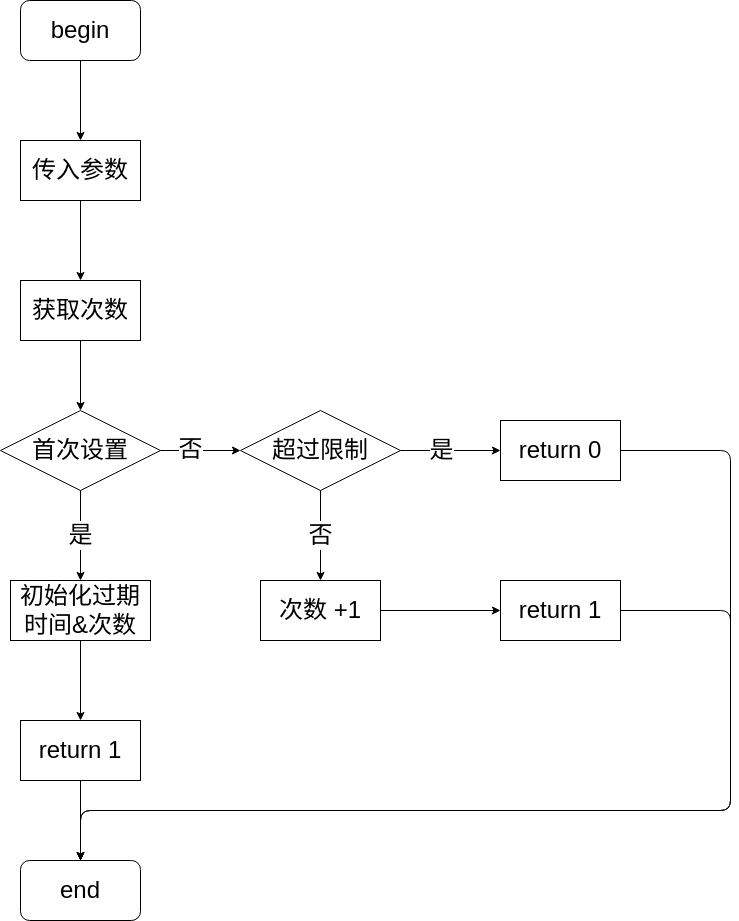 begin
传入参数
获取次数
首次设置
否
超过限制
是
return 0
是
否
初始化过期
时间&次数
次数 +1
return 1
return 1
end